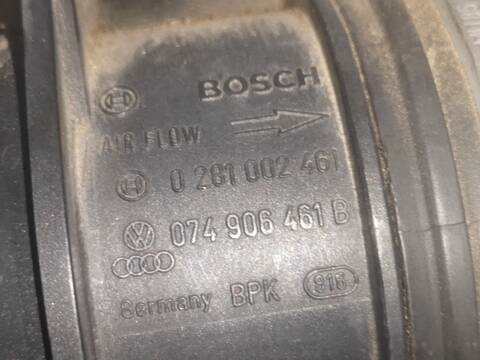 BOSCH
AIR FLOW
0 281 002 461
074 906 461 B
Germany BPK 918